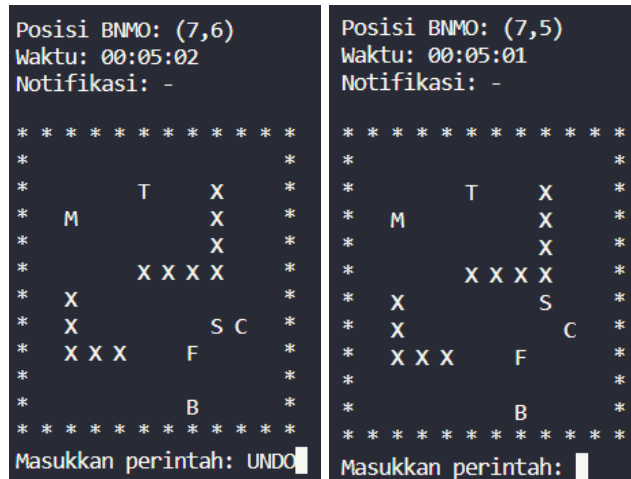 Posisi BNMO: (7,6)
Waktu: 00:05:02
Notifikasi: -
* * * * * * * * * * * *
*                     *
*         T     X     *
*   M           X     *
*               X     *
*         X X X X     *
*   X                 *
*   X           S C   *
*   X X X     F       *
*                     *
*             B       *
* * * * * * * * * * * *
Masukkan perintah: UNDO
Posisi BNMO: (7,5)
Waktu: 00:05:01
Notifikasi: -
* * * * * * * * * * * *
*                     *
*         T     X     *
*   M           X     *
*               X     *
*         X X X X     *
*   X           S     *
*   X             C   *
*   X X X     F       *
*                     *
*             B       *
* * * * * * * * * * * *
Masukkan perintah: